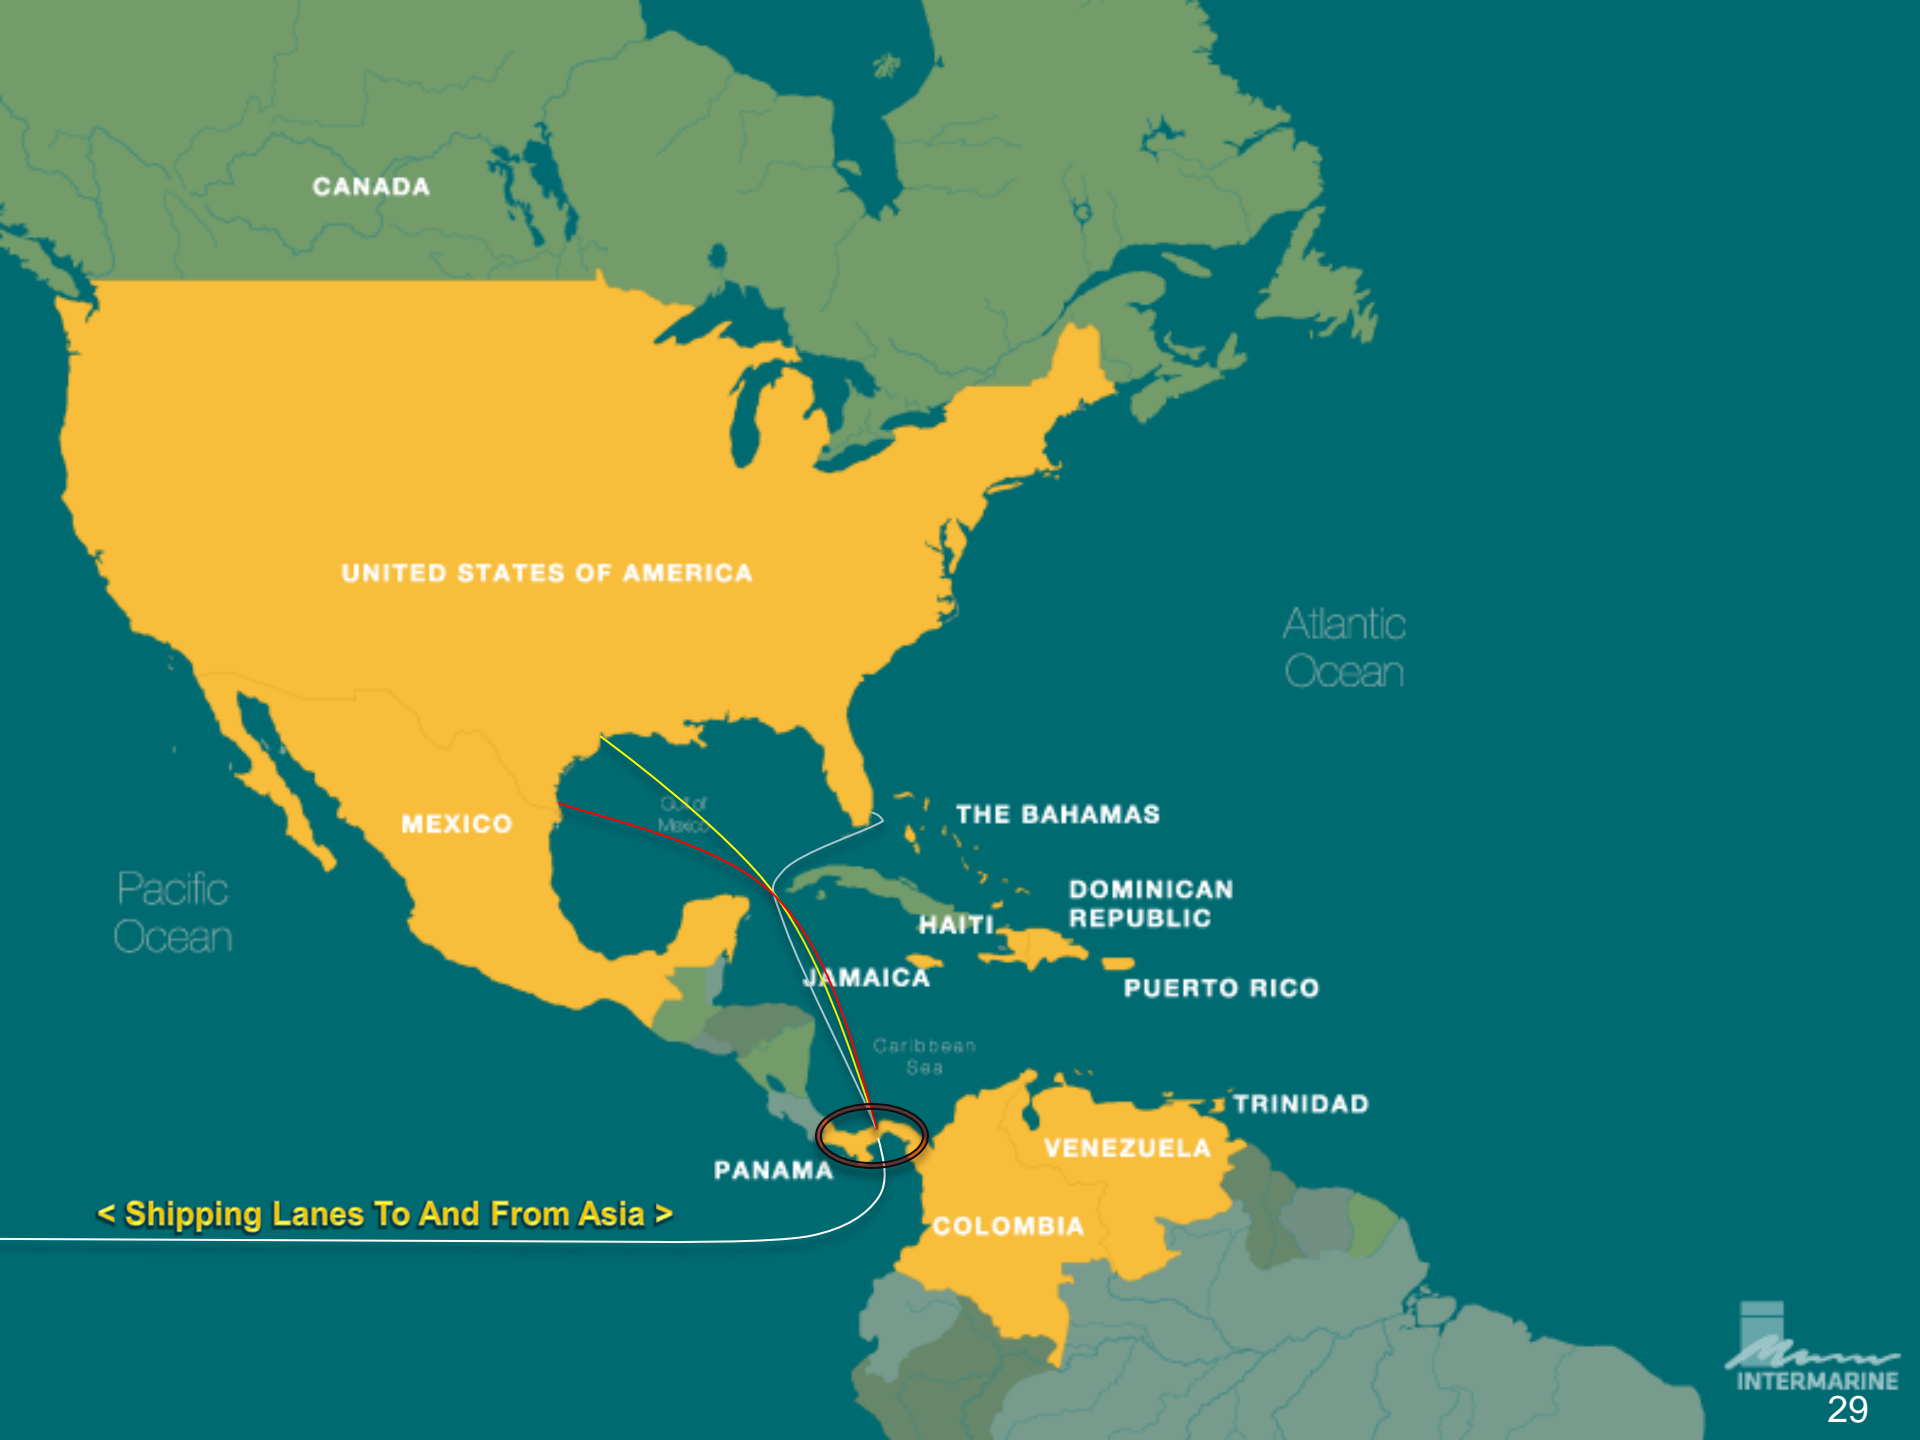 CANADA
UNITED STATES OF AMERICA
Atlantic
Ocean
Gulf of
Mexico
MEXICO
THE BAHAMAS
Pacific
Ocean
DOMINICAN
REPUBLIC
HAITI
JAMAICA
PUERTO RICO
Caribbean
Sea
TRINIDAD
VENEZUELA
PANAMA
< Shipping Lanes To And From Asia >
COLOMBIA
INTERMARINE
29